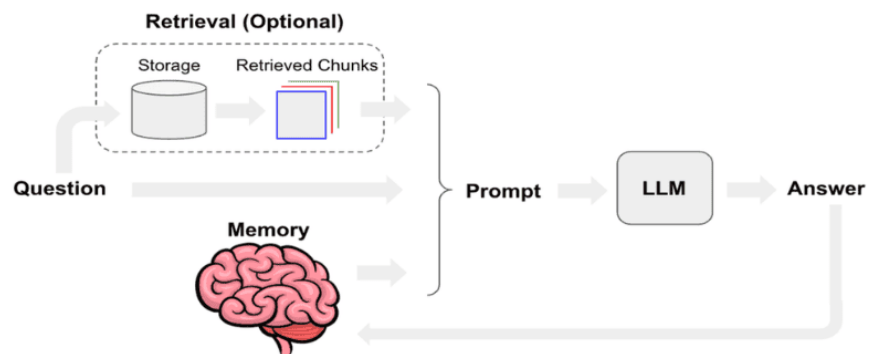 Retrieval (Optional)
Storage
Retrieved Chunks
Question
Prompt
LLM
Answer
Memory